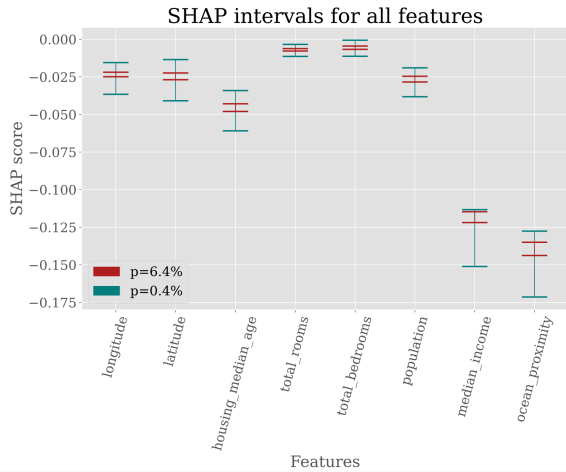 SHAP intervals for all features
SHAP score
0.000
−0.025
−0.050
−0.075
−0.100
−0.125
−0.150
−0.175
p=6.4%
p=0.4%
longitude
latitude
housing_median_age
total_rooms
total_bedrooms
population
median_income
ocean_proximity
Features